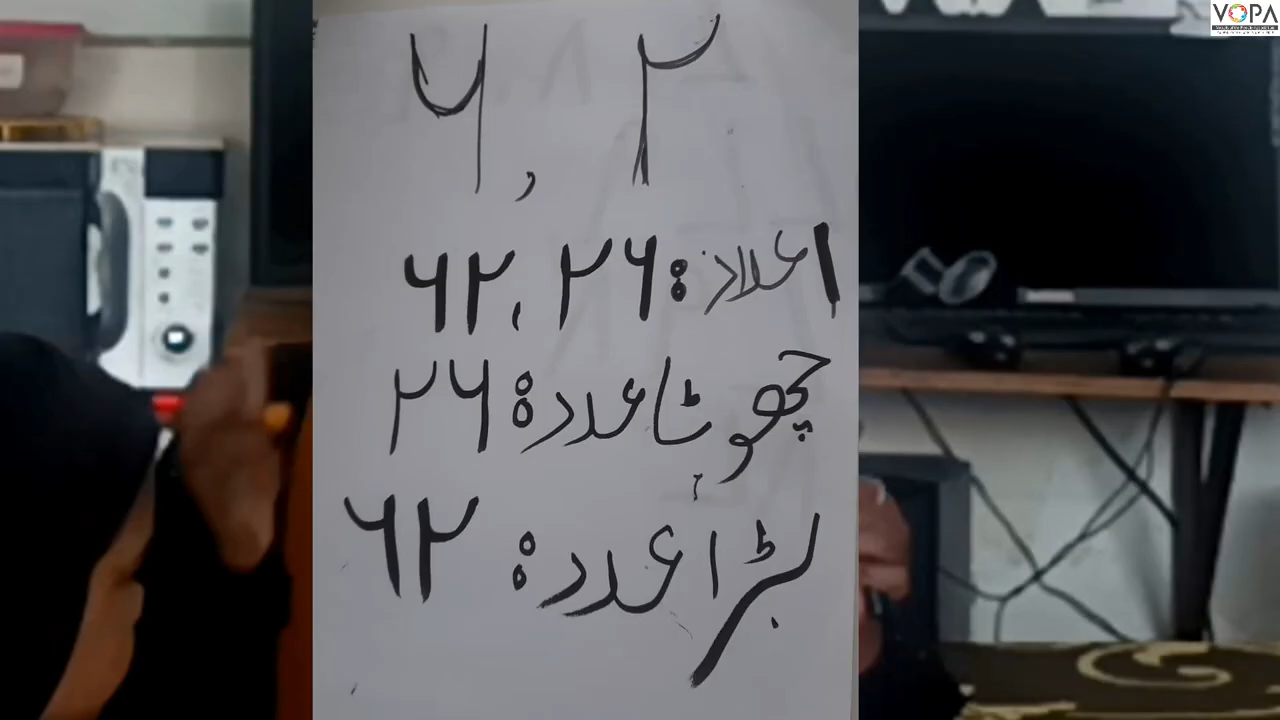 ۲ , ۶
اعداد: ۲۶ ، ۶۲
چھوٹا عدد: ۲۶
بڑا عدد: ۶۲
VOPA